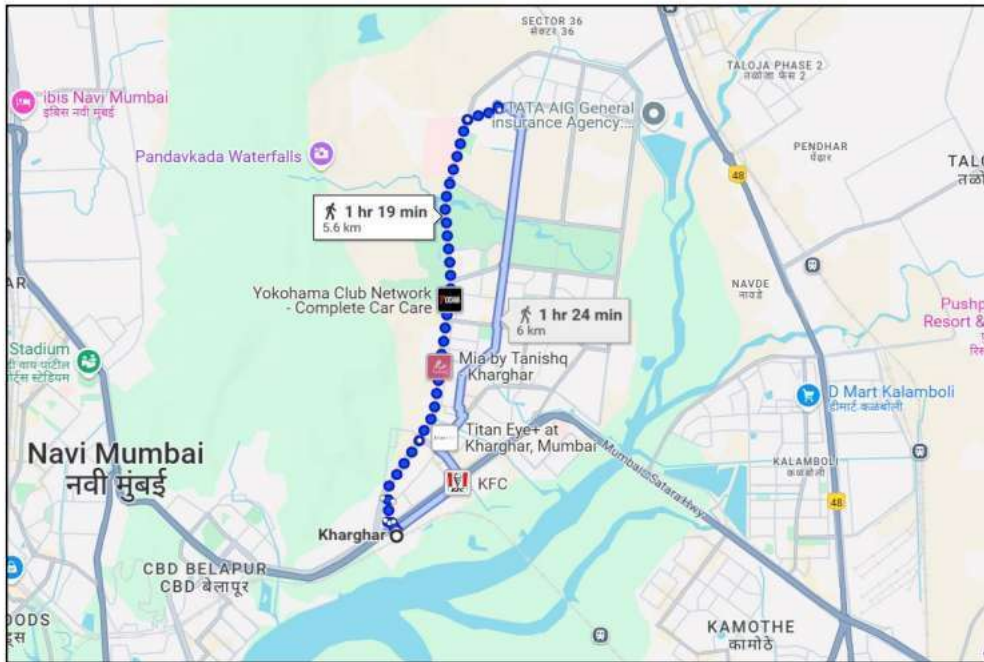 SECTOR 36
सेक्टर 36
TALOJA PHASE 2
तळोजा फेस 2
ibis Navi Mumbai
इबिस नवी मुंबई
TATA AIG General
insurance Agency:...
Pandavkada Waterfalls
PENDHAR
पेंढार
48
1 hr 19 min
5.6 km
NAVDE
नावडे
Yokohama Club Network
- Complete Car Care
1 hr 24 min
6 km
Pushp
Resort &
Stadium
Mia by Tanishq
Kharghar
D Mart Kalamboli
डीमार्ट कळंबोली
Titan Eye+ at
Kharghar, Mumbai
Navi Mumbai
नवी मुंबई
KFC
Mumbai - Satara Hwy
KALAMBOLI
कळंबोली
48
Kharghar
CBD BELAPUR
CBD बेलापूर
KAMOTHE
कामोठे